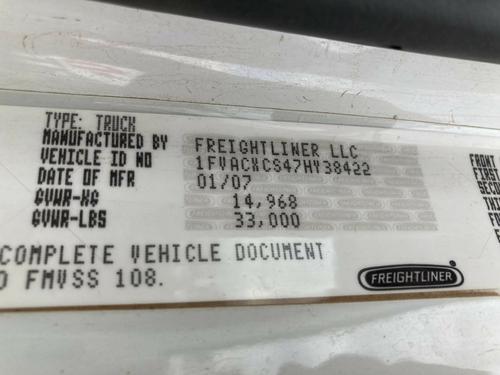 TYPE: TRUCK
MANUFACTURED BY FREIGHTLINER LLC
VEHICLE ID NO 1FVACXCS47HY38422
DATE OF MFR 01/07
GVWR-KG 14,968
GVWR-LBS 33,000
COMPLETE VEHICLE DOCUMENT
FMVSS 108.
FREIGHTLINER
FRONT
FIRST